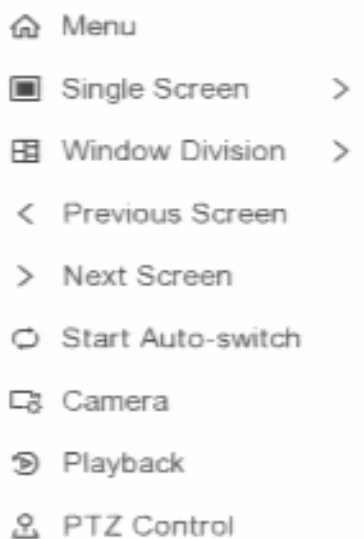 Menu
Single Screen
Window Division
Previous Screen
Next Screen
Start Auto-switch
Camera
Playback
PTZ Control